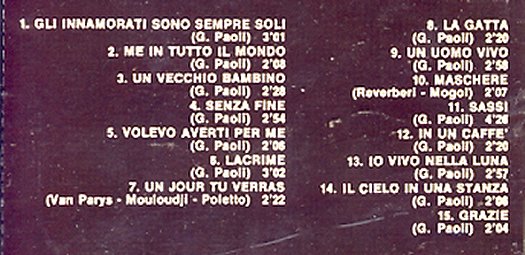 1. GLI INNAMORATI SONO SEMPRE SOLI
(G. Paoli) 3'01
2. ME IN TUTTO IL MONDO
(G. Paoli) 2'08
3. UN VECCHIO BAMBINO
(G. Paoli) 2'28
4. SENZA FINE
(G. Paoli) 2'54
5. VOLEVO AVERTI PER ME
(G. Paoli) 2'06
6. LACRIME
(G. Paoli) 3'02
7. UN JOUR TU VERRAS
(Van Parys - Mouloudji - Poletto) 2'22
8. LA GATTA
(G. Paoli) 2'20
9. UN UOMO VIVO
(G. Paoli) 2'58
10. MASCHERE
(Reverberi - Mogol) 2'07
11. SASSI
(G. Paoli) 4'26
12. IN UN CAFFE'
(G. Paoli) 2'20
13. IO VIVO NELLA LUNA
(G. Paoli) 2'57
14. IL CIELO IN UNA STANZA
(G. Paoli) 2'08
15. GRAZIE
(G. Paoli) 2'04